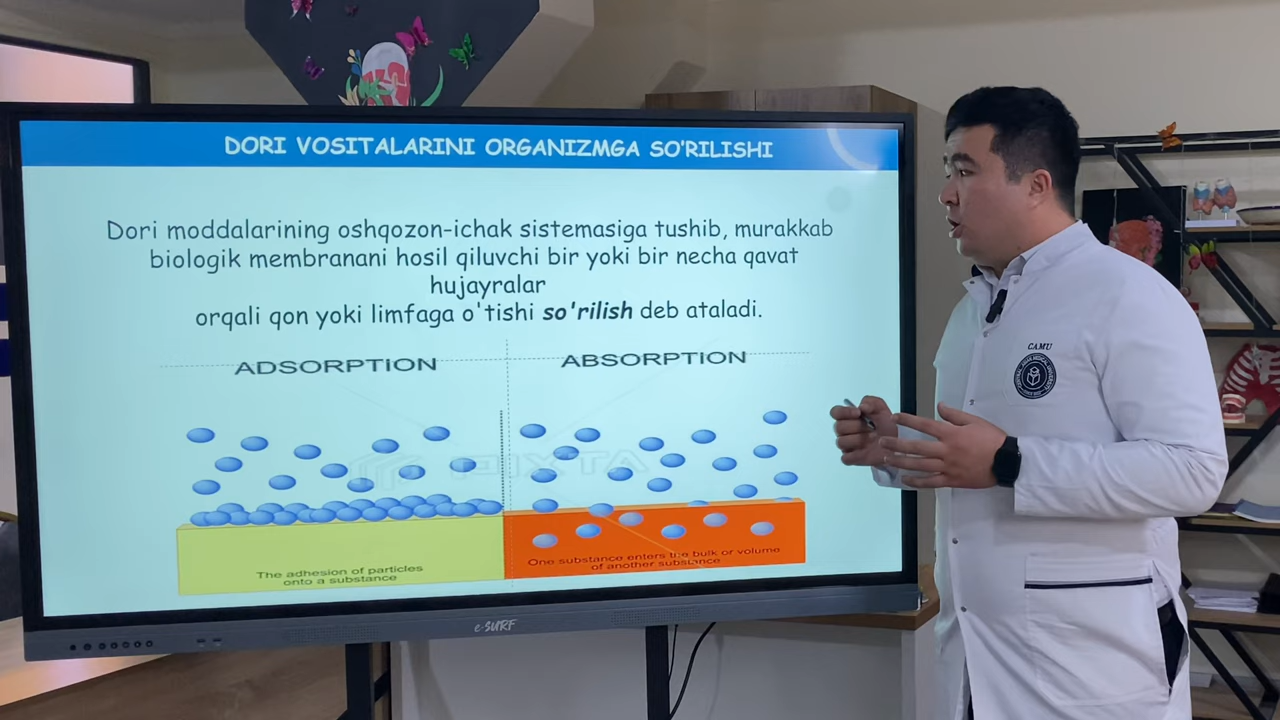 DORI VOSITALARINI ORGANIZMGA SO'RILISHI
Dori moddalarining oshqozon-ichak sistemasiga tushib, murakkab
biologik membranani hosil qiluvchi bir yoki bir necha qavat
hujayralar
orqali qon yoki limfaga o'tishi so'rilish deb ataladi.
ADSORPTION
ABSORPTION
PIXTA
The adhesion of particles
onto a substance
One substance enters the bulk or volume
of another substance
e-SURF
CAMU